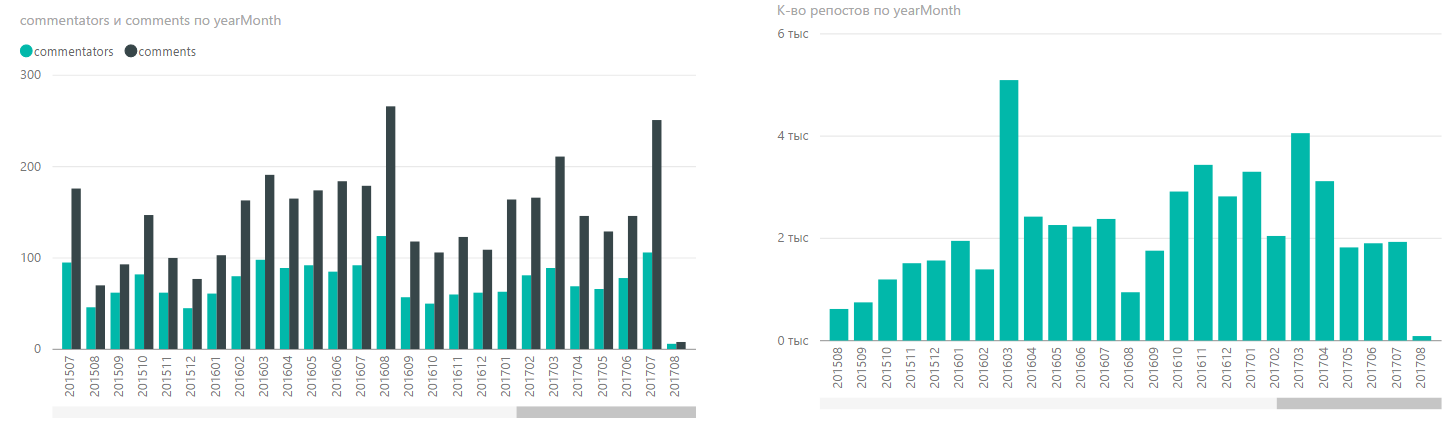 commentators и comments по yearMonth
commentators comments
300
200
100
0
201507 201508 201509 201510 201511 201512 201601 201602 201603 201604 201605 201606 201607 201608 201609 201610 201611 201612 201701 201702 201703 201704 201705 201706 201707 201708
К-во репостов по yearMonth
6 тыс
4 тыс
2 тыс
0 тыс
201508 201509 201510 201511 201512 201601 201602 201603 201604 201605 201606 201607 201608 201609 201610 201611 201612 201701 201702 201703 201704 201705 201706 201707 201708